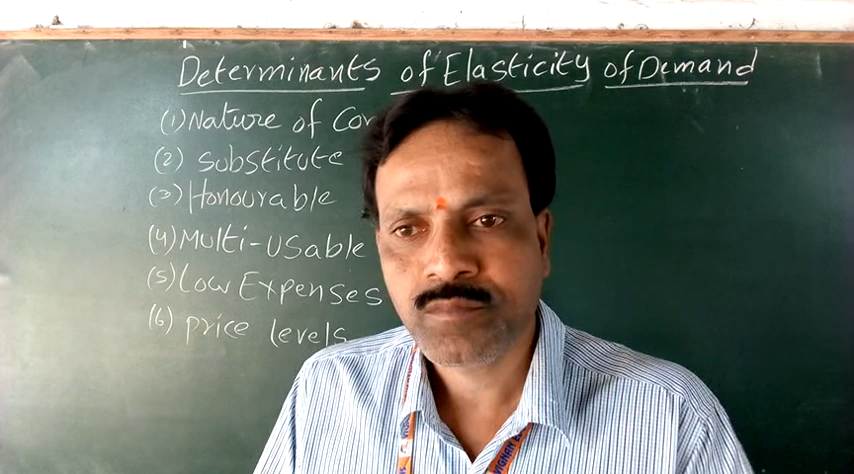 Determinants of Elasticity of Demand
(1) Nature of
(2) Substitute
(3) Honourable
(4) Multi-Usable
(5) Low Expenses
(6) price levels